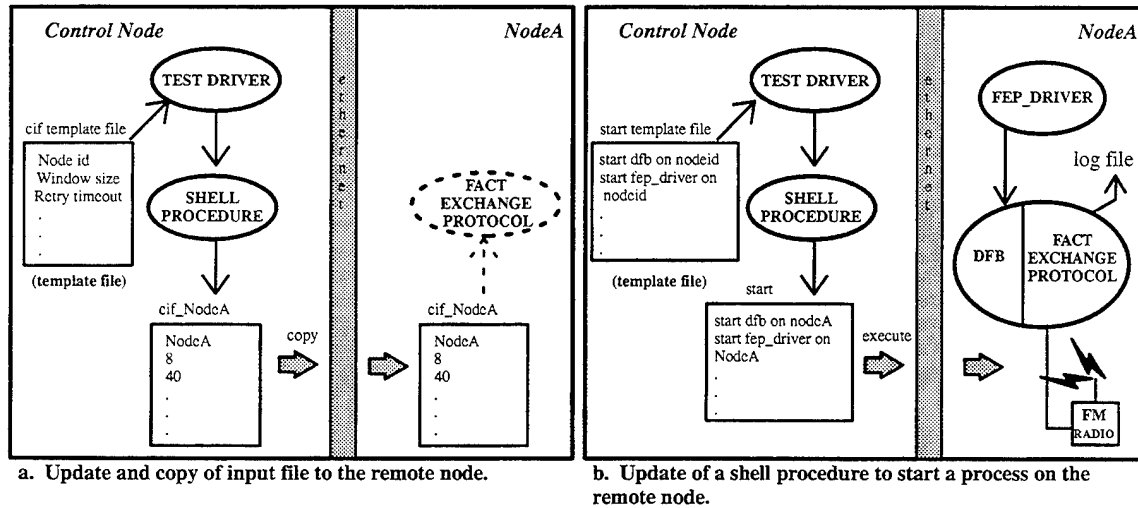 Control Node
TEST DRIVER
cif template file
Node id
Window size
Retry timeout
.
.
.
(template file)
SHELL
PROCEDURE
cif_NodeA
NodeA
8
40
.
.
.
copy
ethernet
NodeA
FACT
EXCHANGE
PROTOCOL
cif_NodeA
NodeA
8
40
.
.
.
a. Update and copy of input file to the remote node.
Control Node
TEST DRIVER
start template file
start dfb on nodeid
start fep_driver on
nodeid
.
.
.
(template file)
SHELL
PROCEDURE
start
start dfb on nodeA
start fep_driver on
NodeA
.
.
.
execute
ethernet
NodeA
FEP_DRIVER
log file
DFB
FACT
EXCHANGE
PROTOCOL
FM
RADIO
b. Update of a shell procedure to start a process on the
remote node.